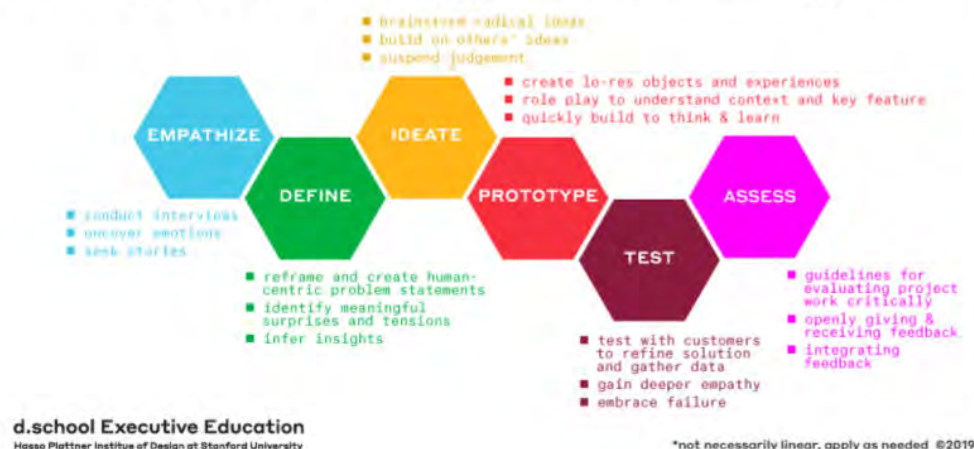 brainstorm radical ideas
build on others' ideas
suspend judgement
create lo-res objects and experiences
role play to understand context and key feature
quickly build to think & learn
EMPATHIZE
IDEATE
DEFINE
PROTOTYPE
ASSESS
TEST
conduct interviews
uncover emotions
seek stories
reframe and create human-
centric problem statements
identify meaningful
surprises and tensions
infer insights
guidelines for
evaluating project
work critically
openly giving &
receiving feedback
integrating
feedback
test with customers
to refine solution
and gather data
gain deeper empathy
embrace failure
d.school Executive Education
Hasso Plattner Institue of Design at Stanford University
*not necessarily linear, apply as needed ©2019